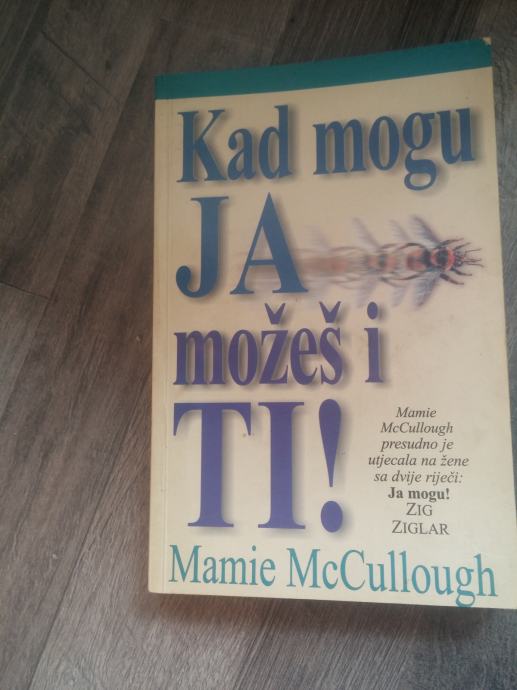 Kad mogu
JA
možeš i
TI!
Mamie
McCullough
presudno je
utjecala na žene
sa dvije riječi:
Ja mogu!
ZIG
ZIGLAR
Mamie McCullough